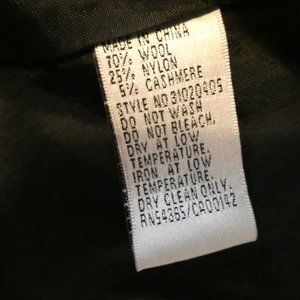 MADE IN CHINA
70% WOOL
25% NYLON
5% CASHMERE
STYLE NO 31020405
DO NOT WASH
DO NOT BLEACH,
DRY AT LOW
TEMPERATURE.
IRON AT LOW
TEMPERATURE.
DRY CLEAN ONLY.
RN54865/CA00142